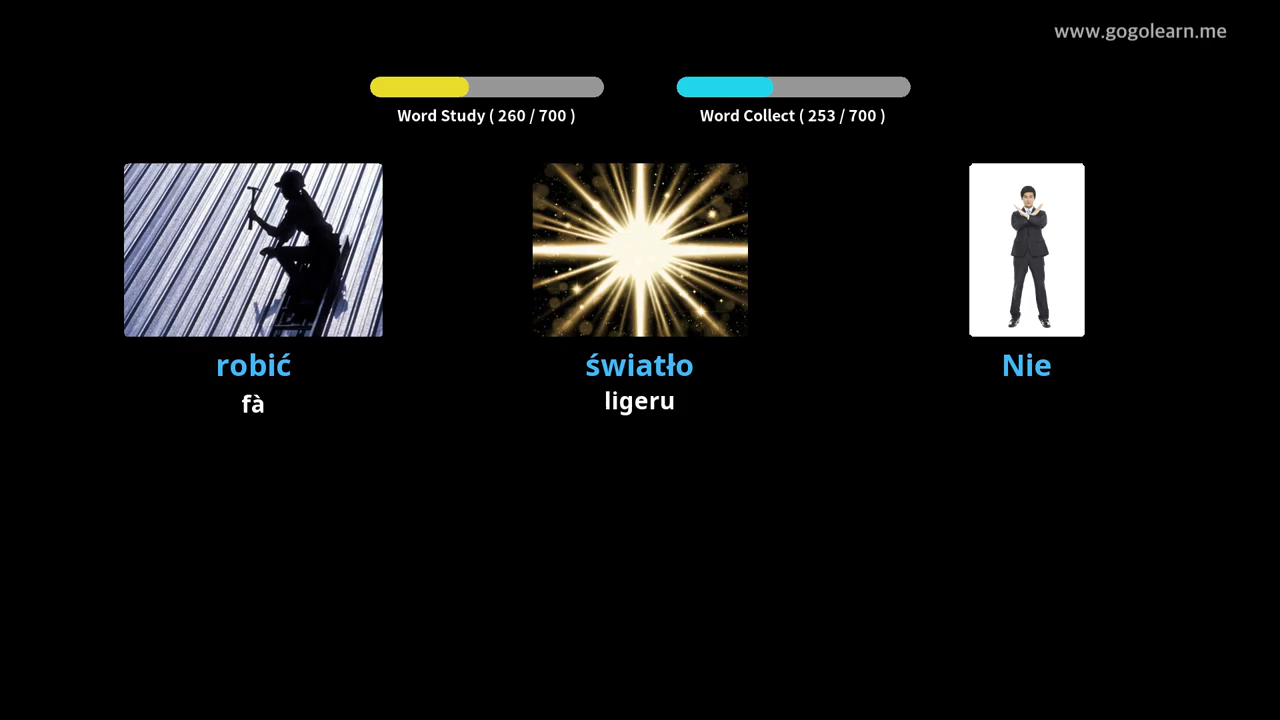 www.gogolearn.me
Word Study ( 260 / 700 )
Word Collect ( 253 / 700 )
robić
światło
Nie
fà
ligeru